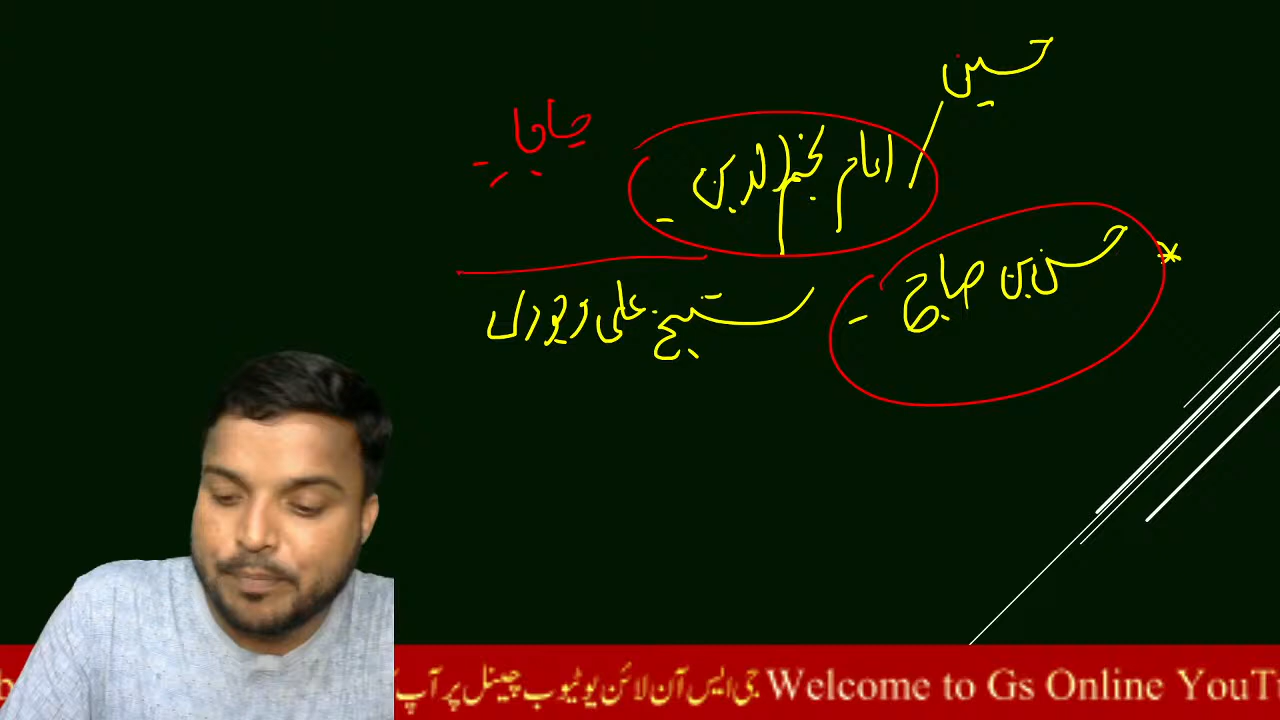 حسین
امام نجم الدین ۔
چاچا ۔
* حسن بن صباح ۔
شیخ علی وجودی
جی ایس آن لائن یوٹیوب چینل پر آپ Welcome to Gs Online YouT